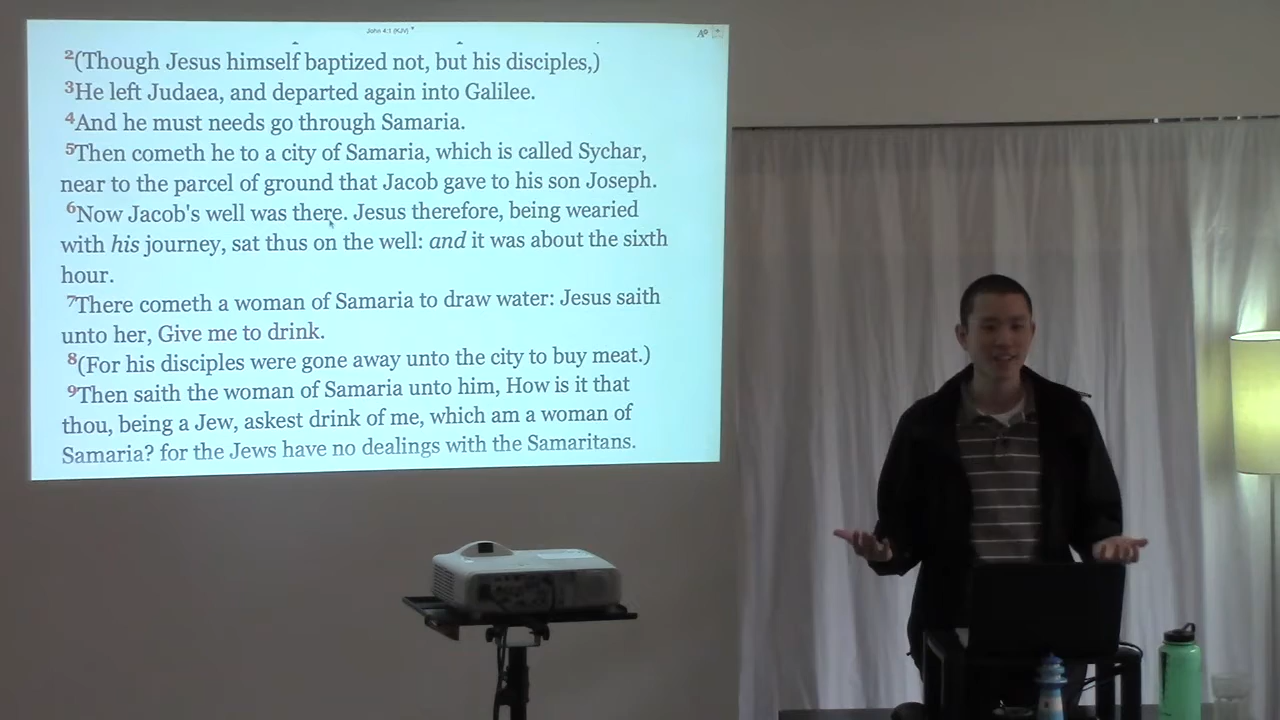 John 4:1 (KJV)
²(Though Jesus himself baptized not, but his disciples,)
³He left Judaea, and departed again into Galilee.
⁴And he must needs go through Samaria.
⁵Then cometh he to a city of Samaria, which is called Sychar,
near to the parcel of ground that Jacob gave to his son Joseph.
⁶Now Jacob's well was there. Jesus therefore, being wearied
with his journey, sat thus on the well: and it was about the sixth
hour.
⁷There cometh a woman of Samaria to draw water: Jesus saith
unto her, Give me to drink.
⁸(For his disciples were gone away unto the city to buy meat.)
⁹Then saith the woman of Samaria unto him, How is it that
thou, being a Jew, askest drink of me, which am a woman of
Samaria? for the Jews have no dealings with the Samaritans.